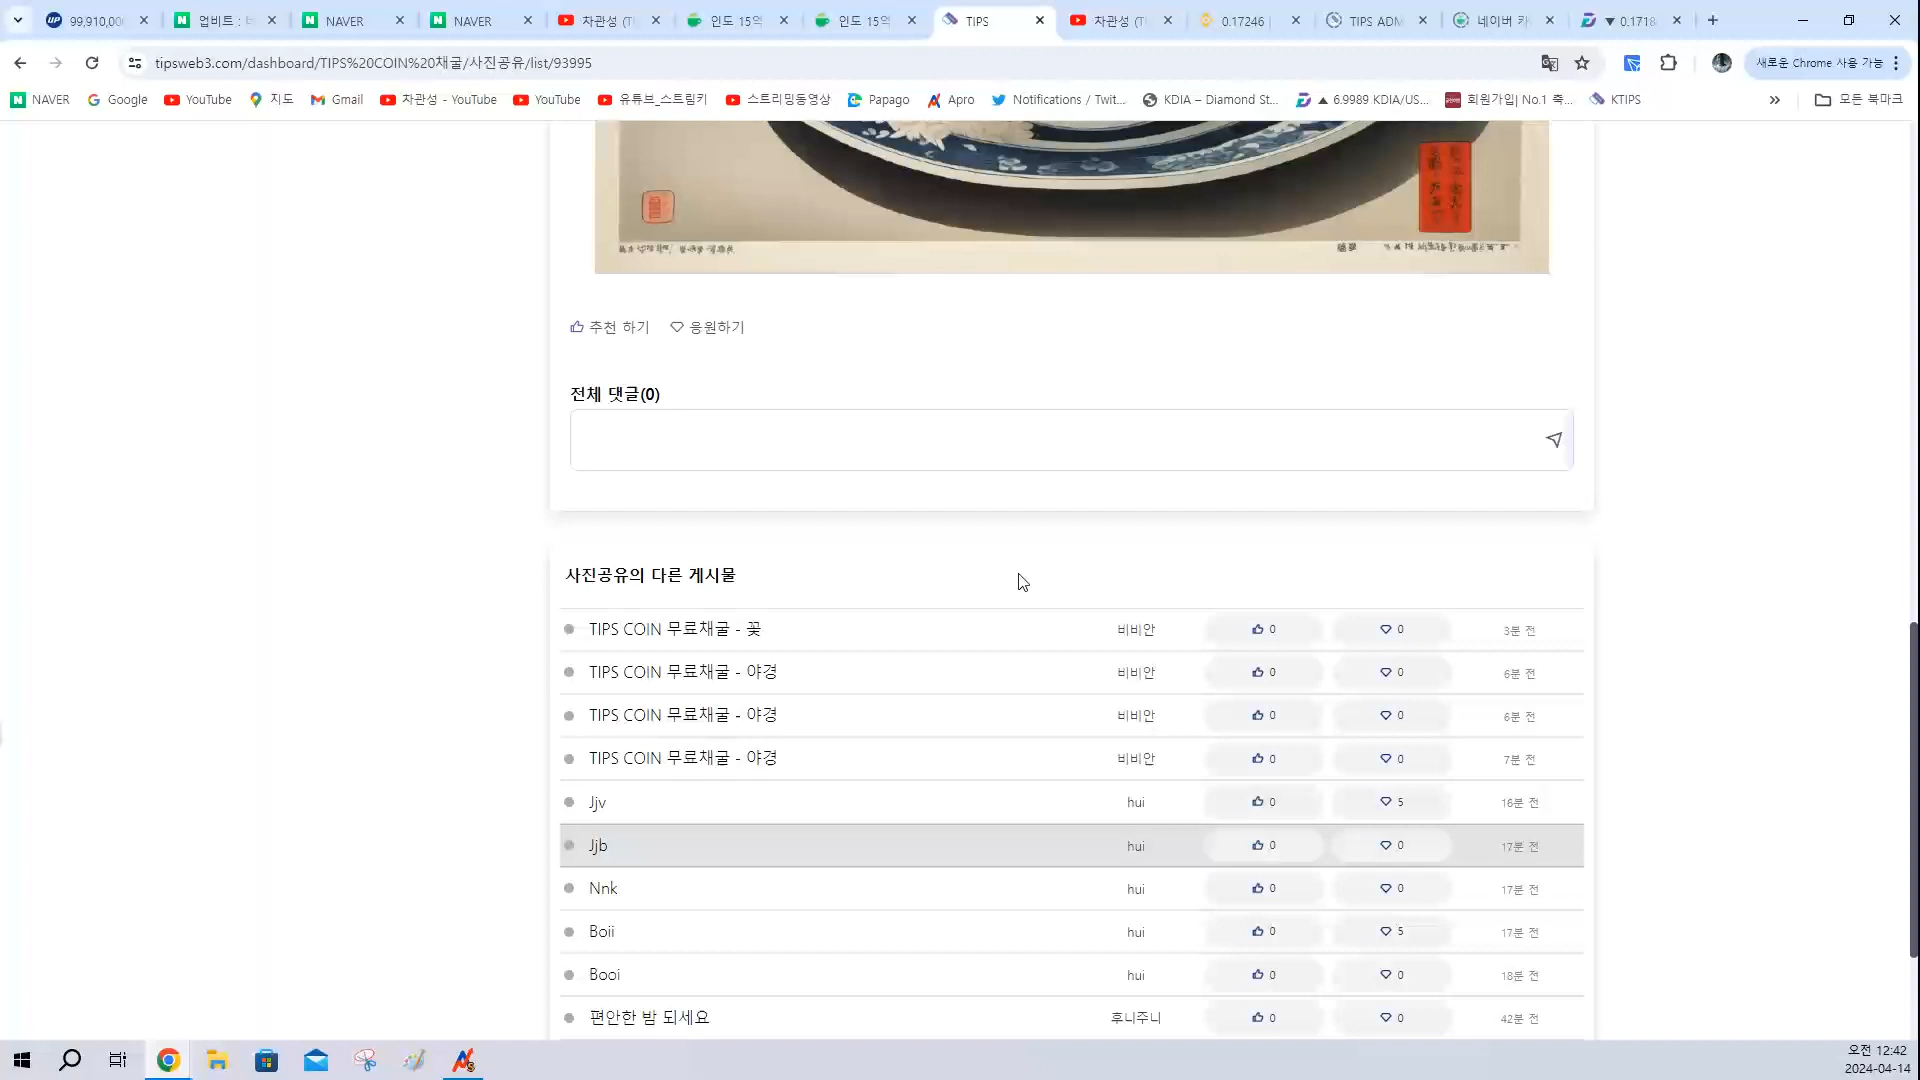 99,910,00
업비트 : ㅂ
NAVER
NAVER
차관성 (TI
인도 15억
인도 15억
TIPS
차관성 (TI
0.17246 |
TIPS ADM
네이버 카
▼ 0.1718
tipsweb3.com/dashboard/TIPS%20COIN%20채굴/사진공유/list/93995
새로운 Chrome 사용 가능
NAVER
Google
YouTube
지도
Gmail
차관성 - YouTube
YouTube
유튜브_스트림키
스트리밍동영상
Papago
Apro
Notifications / Twit...
KDIA – Diamond St...
▲ 6.9989 KDIA/US...
회원가입| No.1 축...
KTIPS
모든 북마크
추천 하기 응원하기
전체 댓글(0)
사진공유의 다른 게시물
TIPS COIN 무료채굴 - 꽃 비비안 0 0 3분 전
TIPS COIN 무료채굴 - 야경 비비안 0 0 6분 전
TIPS COIN 무료채굴 - 야경 비비안 0 0 6분 전
TIPS COIN 무료채굴 - 야경 비비안 0 0 7분 전
Jjv hui 0 5 16분 전
Jjb hui 0 0 17분 전
Nnk hui 0 0 17분 전
Boii hui 0 5 17분 전
Booi hui 0 0 18분 전
편안한 밤 되세요 후니주니 0 0 42분 전
오전 12:42
2024-04-14